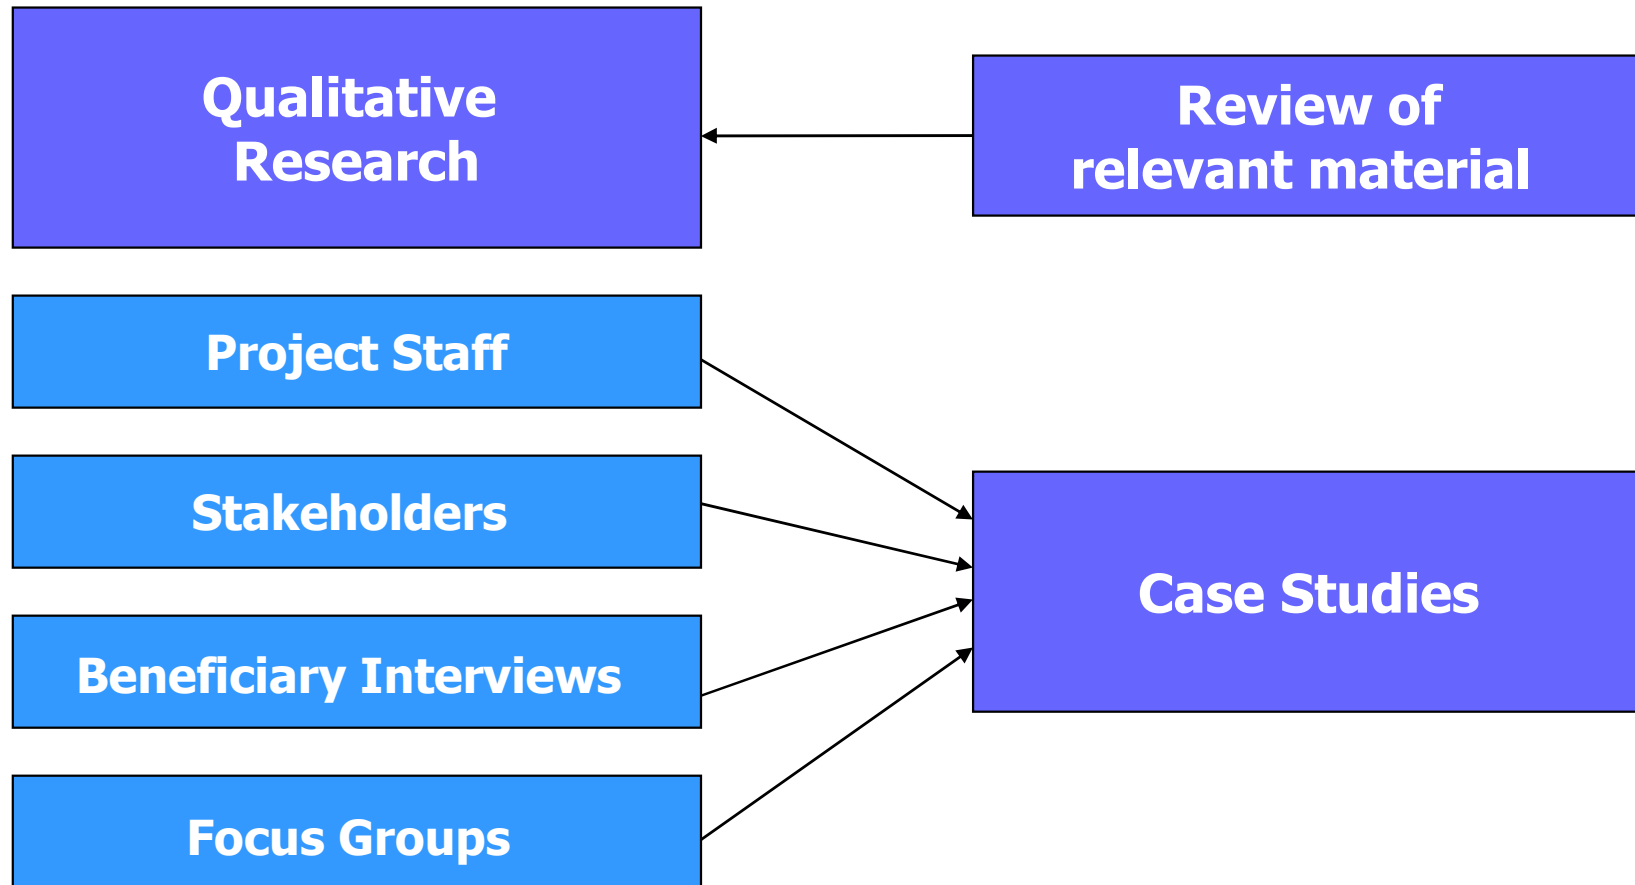 Qualitative
Research
Review of
relevant material
Project Staff
Stakeholders
Case Studies
Beneficiary Interviews
Focus Groups